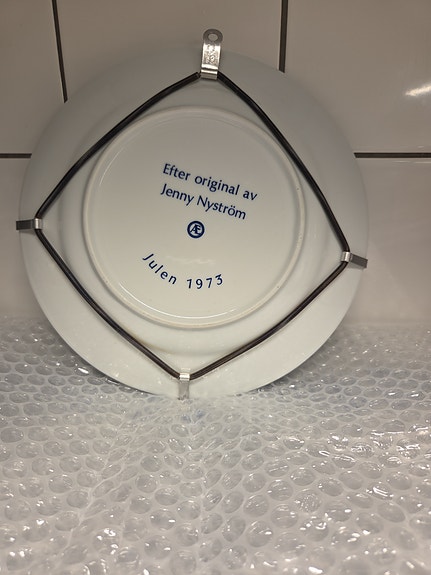 Efter original av
Jenny Nyström
Æ
Julen 1973